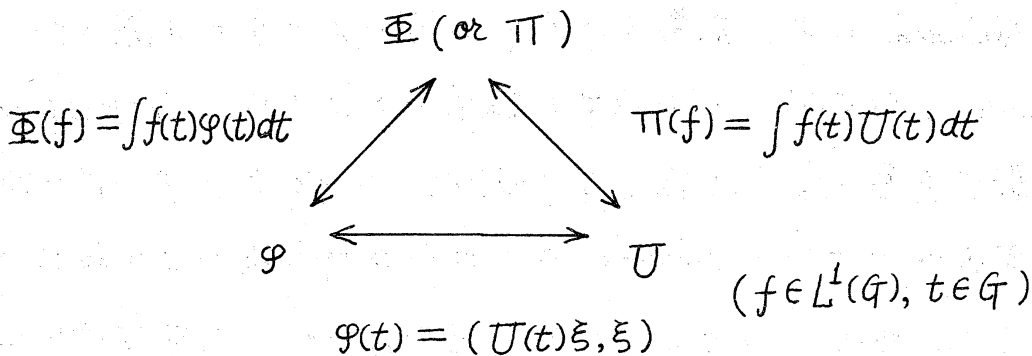 Φ (or Π)
Φ(f) = ∫f(t)φ(t)dt
Π(f) = ∫f(t)U(t)dt
φ
U
(f ∈ L¹(G), t ∈ G)
φ(t) = (U(t)ξ, ξ)